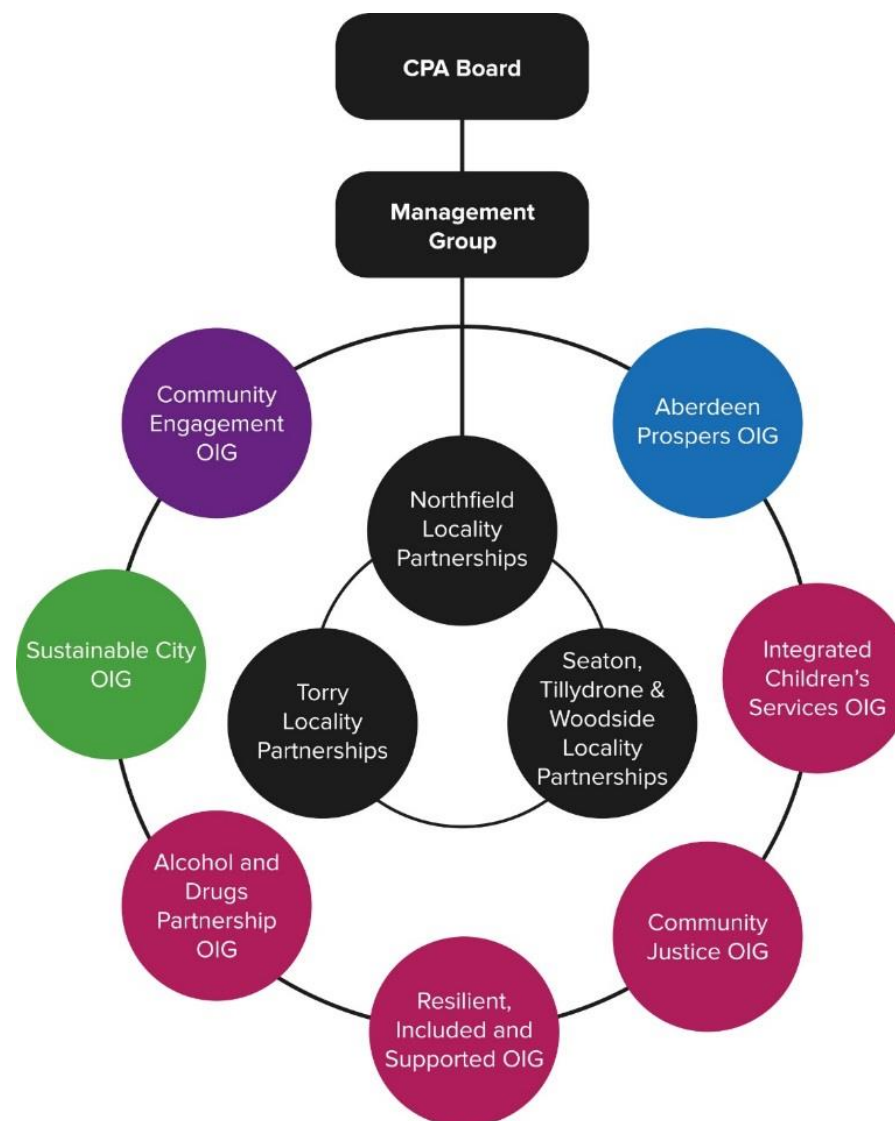 CPA Board
Management
Group
Community
Engagement
OIG
Aberdeen
Prospers OIG
Northfield
Locality
Partnerships
Sustainable City
OIG
Torry
Locality
Partnerships
Seaton,
Tillydrone &
Woodside
Locality
Partnerships
Integrated
Children’s
Services OIG
Alcohol and
Drugs
Partnership
OIG
Resilient,
Included and
Supported OIG
Community
Justice OIG